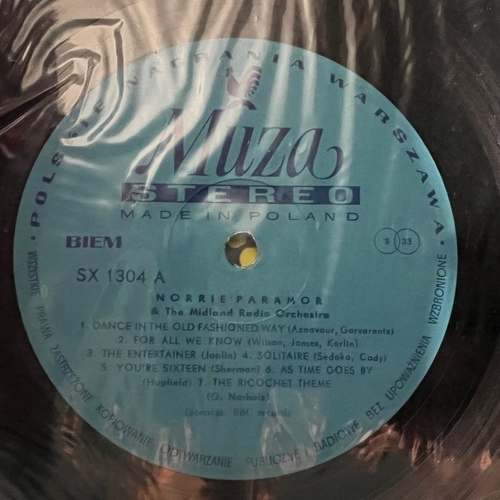 POLSKIE NAGRANIA WARSZAWA
Muza
STEREO
MADE IN POLAND
BIEM
S 33
SX 1304 A
NORRIE PARAMOR
& The Midland Radio Orchestra
1. DANCE IN THE OLD FASHIONED WAY (Aznavour, Garvarentz)
2. FOR ALL WE KNOW (Wilson, James, Karlin)
3. THE ENTERTAINER (Joplin) 4. SOLITAIRE (Sedaka, Cody)
5. YOU'RE SIXTEEN (Sherman) 6. AS TIME GOES BY
(Hupfield) 7. THE RICOCHET THEME
BBC records
WSZELKIE PRAWA ZASTRZEŻONE KOPIOWANIE ODTWARZANIE PUBLICZNE I RADIOWE BEZ UPOWAŻNIENIA WZBRONIONE